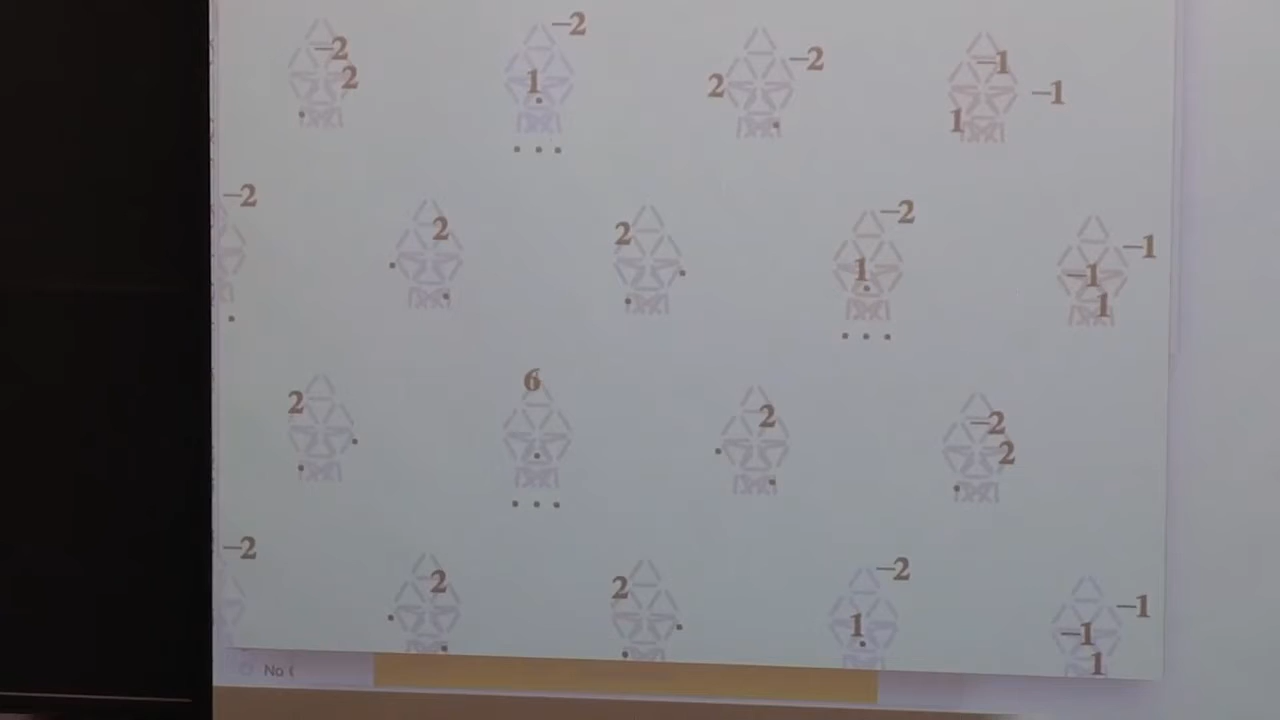 −2 −2
2 1 2 −2 −1 −1
1
−2 −2
2 2 1 −1 −1
1
2 6 2 −2
2
−2 2 2 −2
1 −1 −1
1
No